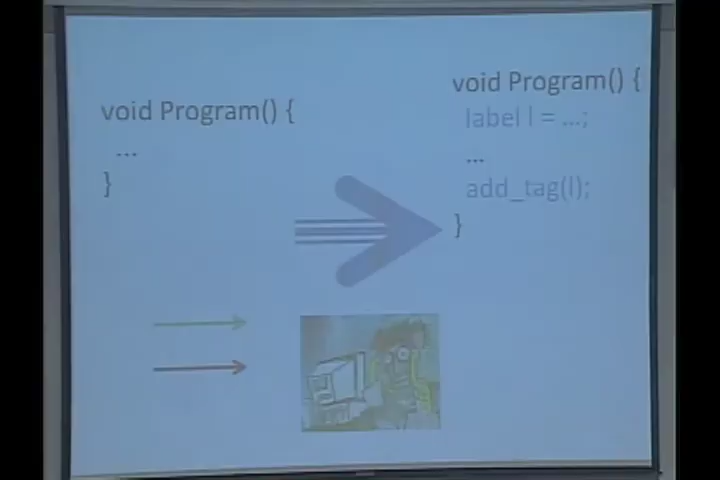 void Program() {
...
}
void Program() {
label l = ...;
...
add_tag(l);
}